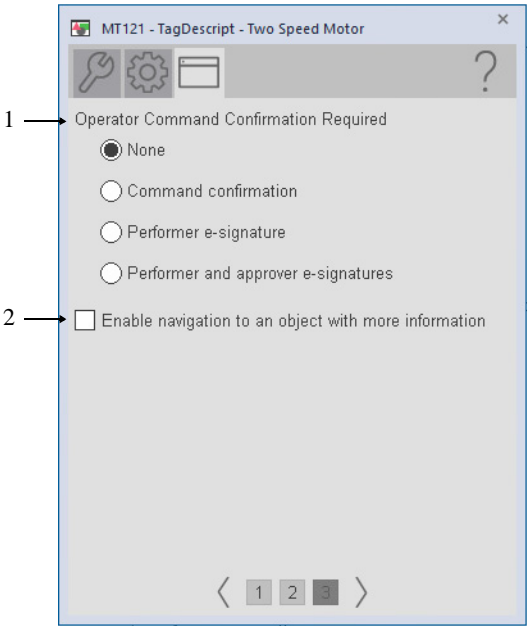 MT121 - TagDescript - Two Speed Motor
×
?
1
Operator Command Confirmation Required
None
Command confirmation
Performer e-signature
Performer and approver e-signatures
2
Enable navigation to an object with more information
1 2 3